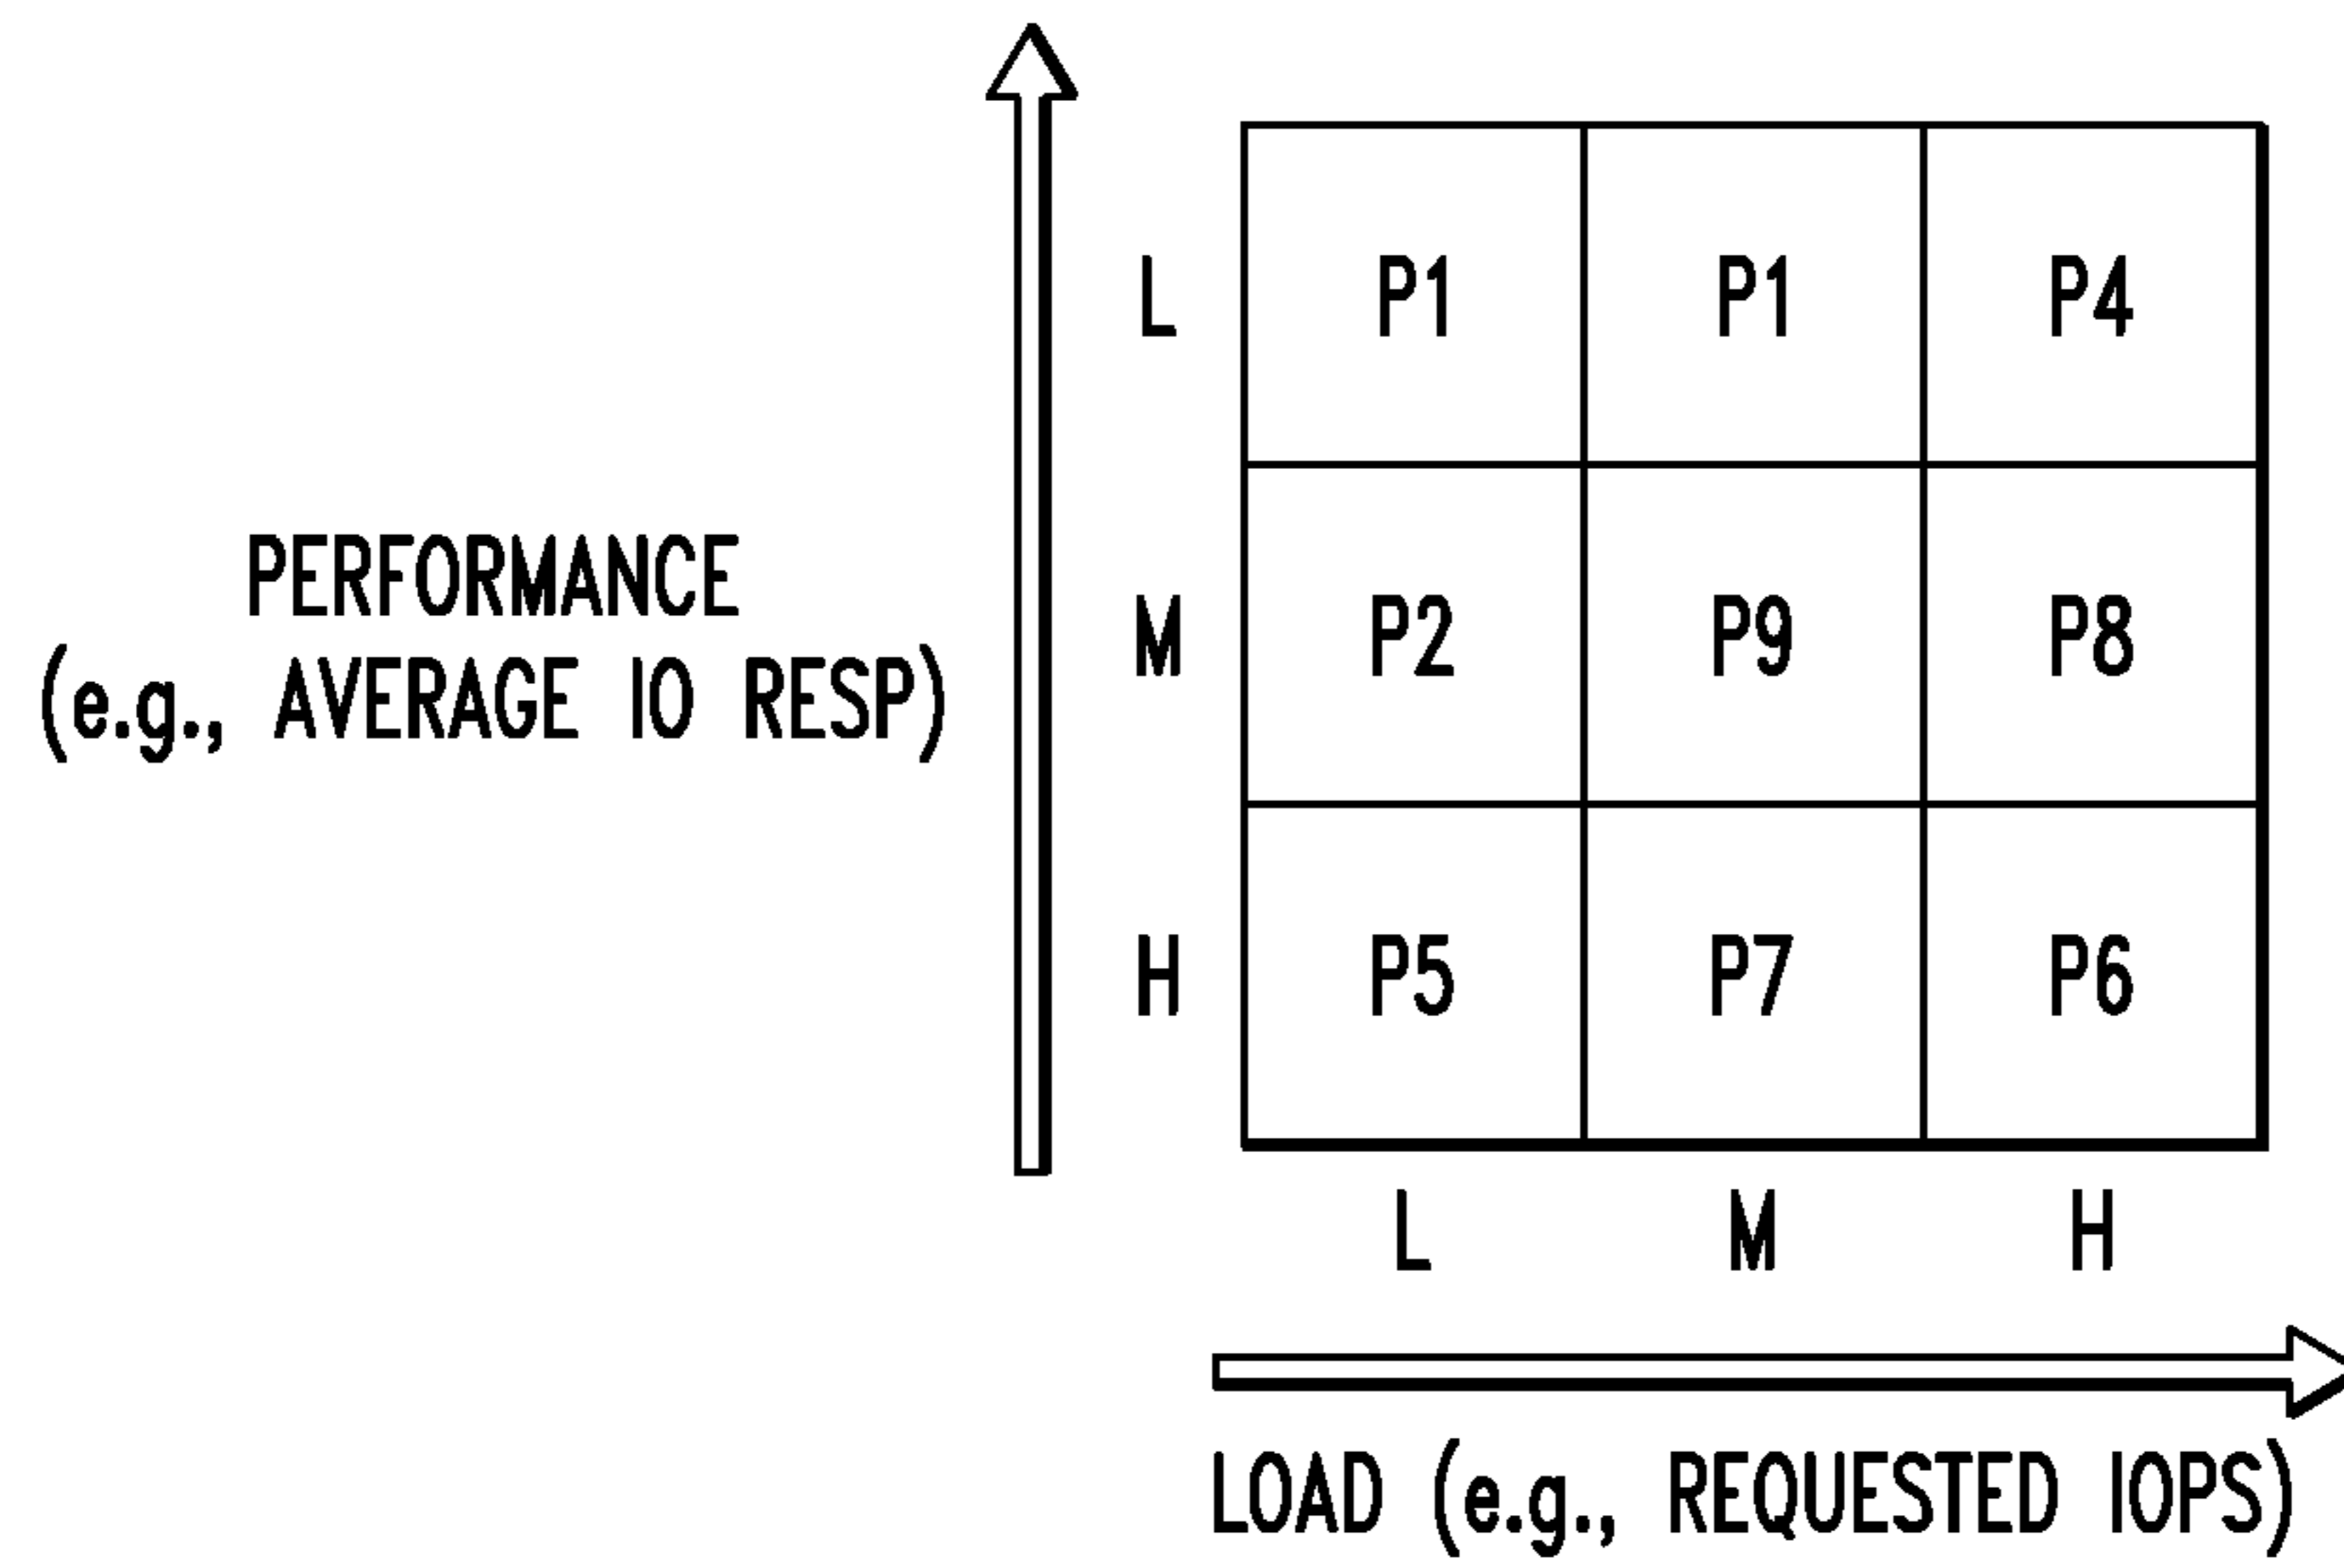 L P1 P1 P4
PERFORMANCE
(e.g., AVERAGE IO RESP)
M P2 P9 P8
H P5 P7 P6
L M H
LOAD (e.g., REQUESTED IOPS)